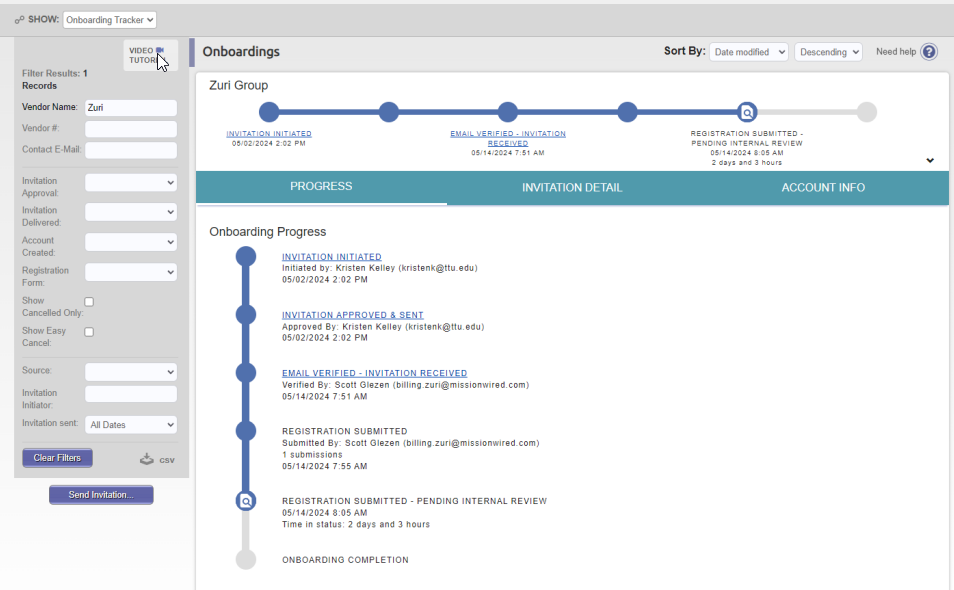 SHOW: Onboarding Tracker
VIDEO
TUTOR
Filter Results: 1
Records
Vendor Name: Zuri
Vendor #:
Contact E-Mail:
Invitation
Approval:
Invitation
Delivered:
Account
Created:
Registration
Form:
Show
Cancelled Only:
Show Easy
Cancel:
Source:
Invitation
Initiator:
Invitation sent: All Dates
Clear Filters
CSV
Send Invitation...
Onboardings
Sort By: Date modified Descending Need help ?
Zuri Group
INVITATION INITIATED
05/02/2024 2:02 PM
EMAIL VERIFIED - INVITATION
RECEIVED
05/14/2024 7:51 AM
REGISTRATION SUBMITTED -
PENDING INTERNAL REVIEW
05/14/2024 8:05 AM
2 days and 3 hours
PROGRESS INVITATION DETAIL ACCOUNT INFO
Onboarding Progress
INVITATION INITIATED
Initiated by: Kristen Kelley (kristenk@ttu.edu)
05/02/2024 2:02 PM
INVITATION APPROVED & SENT
Approved By: Kristen Kelley (kristenk@ttu.edu)
05/02/2024 2:02 PM
EMAIL VERIFIED - INVITATION RECEIVED
Verified By: Scott Glezen (billing.zuri@missionwired.com)
05/14/2024 7:51 AM
REGISTRATION SUBMITTED
Submitted By: Scott Glezen (billing.zuri@missionwired.com)
1 submissions
05/14/2024 7:55 AM
REGISTRATION SUBMITTED - PENDING INTERNAL REVIEW
05/14/2024 8:05 AM
Time in status: 2 days and 3 hours
ONBOARDING COMPLETION